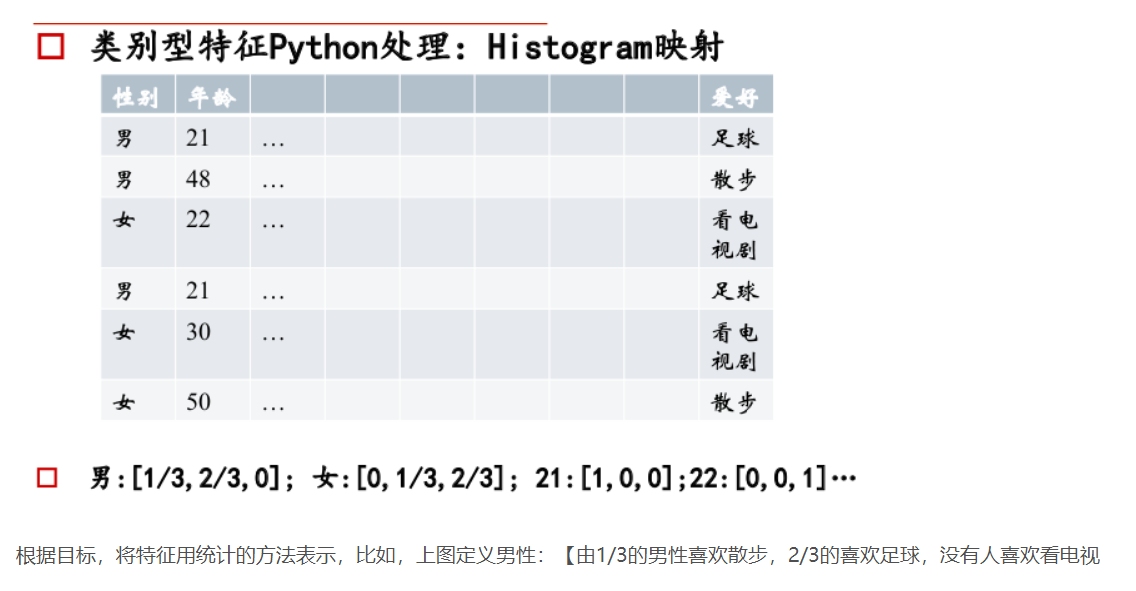 类别型特征Python处理：Histogram映射
性别 年龄 爱好
男 21 … 足球
男 48 … 散步
女 22 … 看电
视剧
男 21 … 足球
女 30 … 看电
视剧
女 50 … 散步
男:[1/3,2/3,0]; 女:[0,1/3,2/3]; 21:[1,0,0];22:[0,0,1]…
根据目标，将特征用统计的方法表示，比如，上图定义男性：【由1/3的男性喜欢散步，2/3的喜欢足球，没有人喜欢看电视